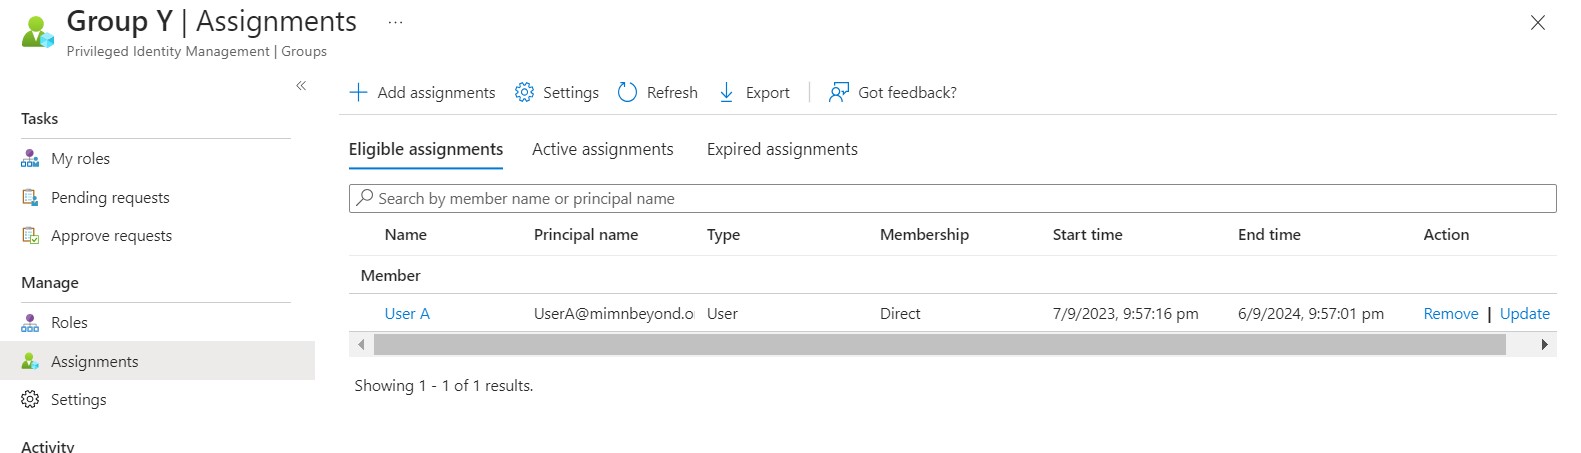 Group Y | Assignments ...
Privileged Identity Management | Groups
«
Add assignments Settings Refresh Export Got feedback?
Tasks
My roles
Pending requests
Approve requests
Manage
Roles
Assignments
Settings
Activity
Eligible assignments Active assignments Expired assignments
Search by member name or principal name
Name Principal name Type Membership Start time End time Action
Member
User A UserA@mimnbeyond.o User Direct 7/9/2023, 9:57:16 pm 6/9/2024, 9:57:01 pm Remove | Update
Showing 1 - 1 of 1 results.